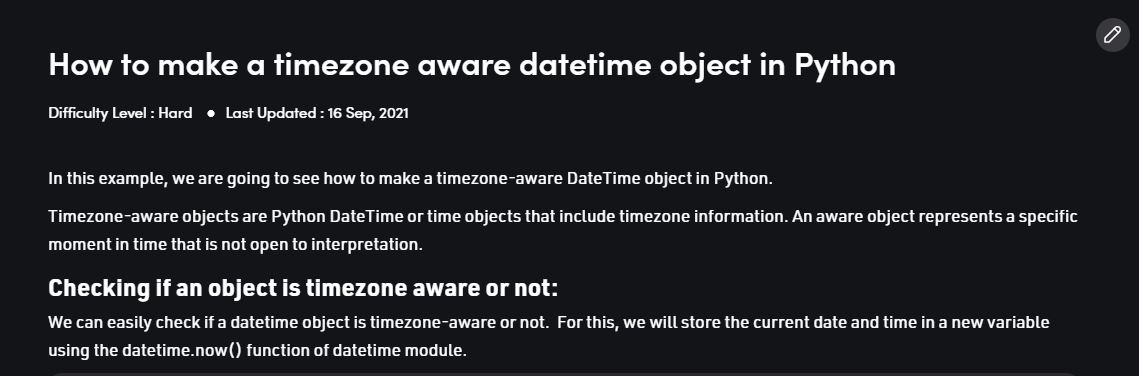 How to make a timezone aware datetime object in Python
Difficulty Level : Hard ● Last Updated : 16 Sep, 2021
In this example, we are going to see how to make a timezone-aware DateTime object in Python.
Timezone-aware objects are Python DateTime or time objects that include timezone information. An aware object represents a specific
moment in time that is not open to interpretation.
Checking if an object is timezone aware or not:
We can easily check if a datetime object is timezone-aware or not.  For this, we will store the current date and time in a new variable
using the datetime.now() function of datetime module.